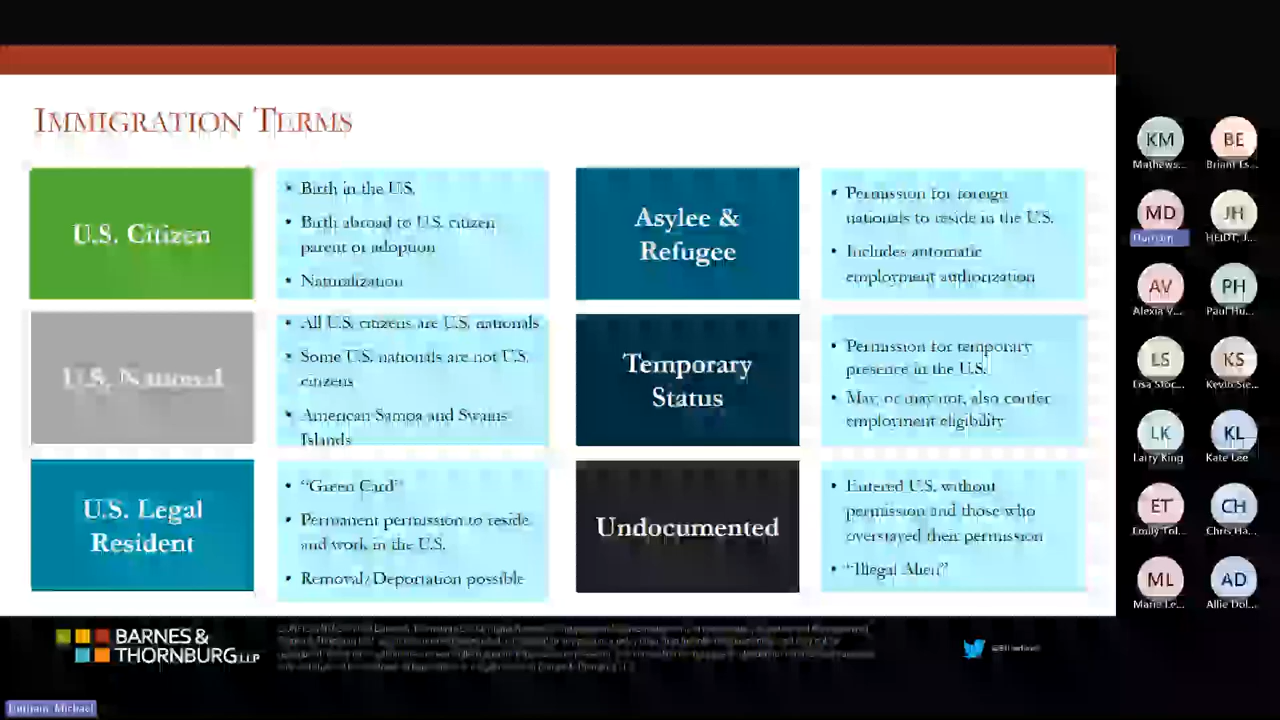 IMMIGRATION TERMS
U.S. Citizen
• Birth in the U.S.
• Birth abroad to U.S. citizen
parent or adoption
• Naturalization
U.S. National
• All U.S. citizens are U.S. nationals
• Some U.S. nationals are not U.S.
citizens
• American Samoa and Swains
Islands
U.S. Legal
Resident
• "Green Card"
• Permanent permission to reside
and work in the U.S.
• Removal/Deportation possible
Asylee &
Refugee
• Permission for foreign
nationals to reside in the U.S.
• Includes automatic
employment authorization
Temporary
Status
• Permission for temporary
presence in the U.S.
• May, or may not, also confer
employment eligibility
Undocumented
• Entered U.S. without
permission and those who
overstayed their permission
• "Illegal Alien"
BARNES &
THORNBURG LLP
KM
Mathews...
BE
MD
JH
HEIDT, J...
AV
Alexia V...
PH
Paul Hu...
LS
Lisa Stoc...
KS
Kevin Sie...
LK
Larry King
KL
Kate Lee
ET
Emily Tol...
CH
Chris Ha...
ML
Marie Le...
AD
Allie Dol...
Michael